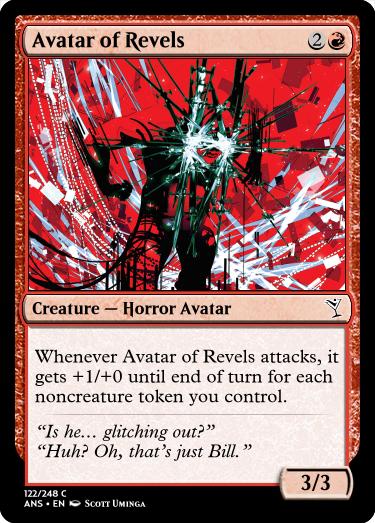 Avatar of Revels 2
Creature — Horror Avatar
Whenever Avatar of Revels attacks, it
gets +1/+0 until end of turn for each
noncreature token you control.
“Is he… glitching out?”
“Huh? Oh, that’s just Bill.”
3/3
122/248 C
ANS • EN Scott Uminga